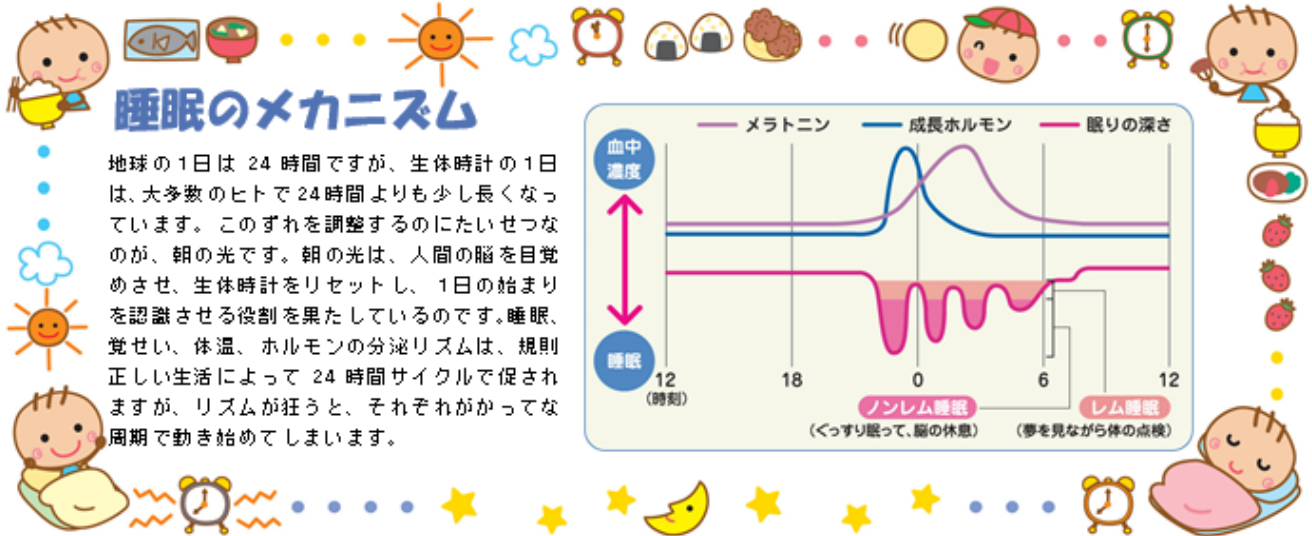 睡眠のメカニズム
地球の1日は 24 時間ですが、生体時計の1日
は、大多数のヒトで24時間よりも少し長くなっ
ています。このずれを調整するのにたいせつな
のが、朝の光です。朝の光は、人間の脳を目覚
めさせ、生体時計をリセットし、1日の始まり
を認識させる役割を果たしているのです。睡眠、
覚せい、体温、ホルモンの分泌リズムは、規則
正しい生活によって 24 時間サイクルで促され
ますが、リズムが狂うと、それぞれがかってな
周期で動き始めてしまいます。
メラトニン 成長ホルモン 眠りの深さ
血中
濃度
睡眠
12 18 0 6 12
(時刻)
ノンレム睡眠 レム睡眠
(ぐっすり眠って、脳の休息) (夢を見ながら体の点検)